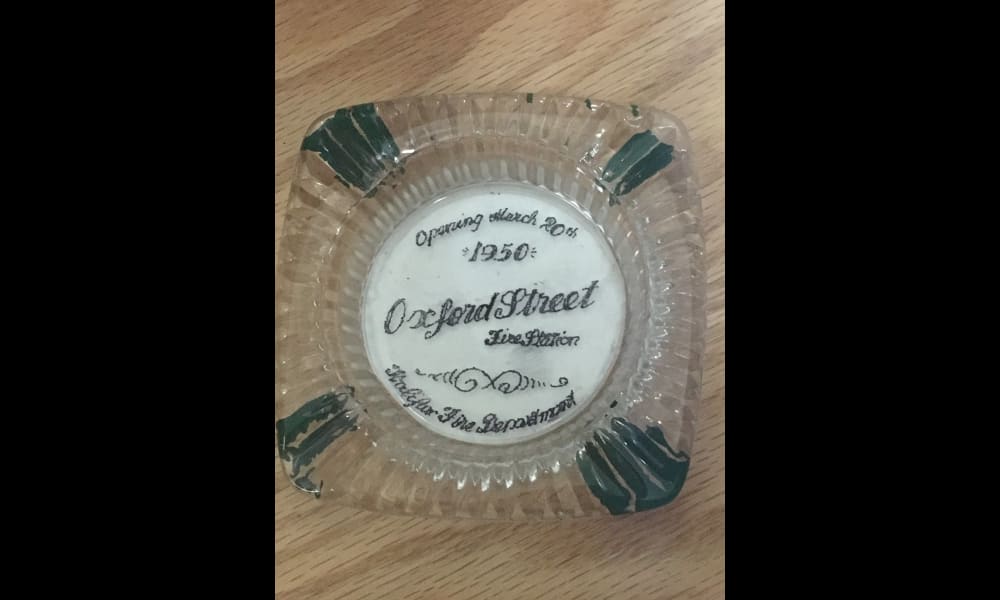 Opening March 20th
1950
Oxford Street
Fire Station
Halifax Fire Department